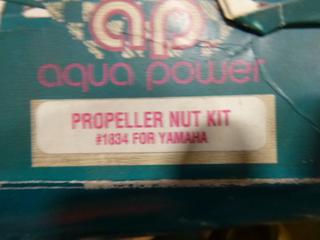 ap
aqua power
PROPELLER NUT KIT
#1834 FOR YAMAHA